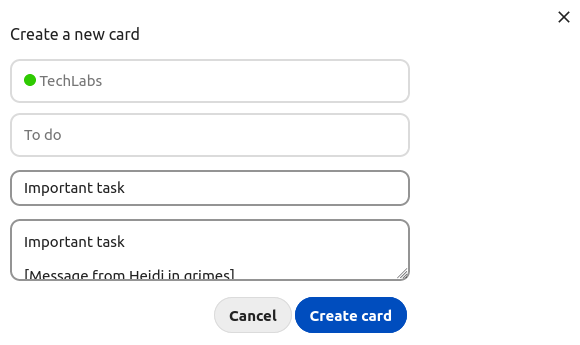 Create a new card
TechLabs
To do
Important task
Important task
[Message from Heidi in grimes]
Cancel Create card